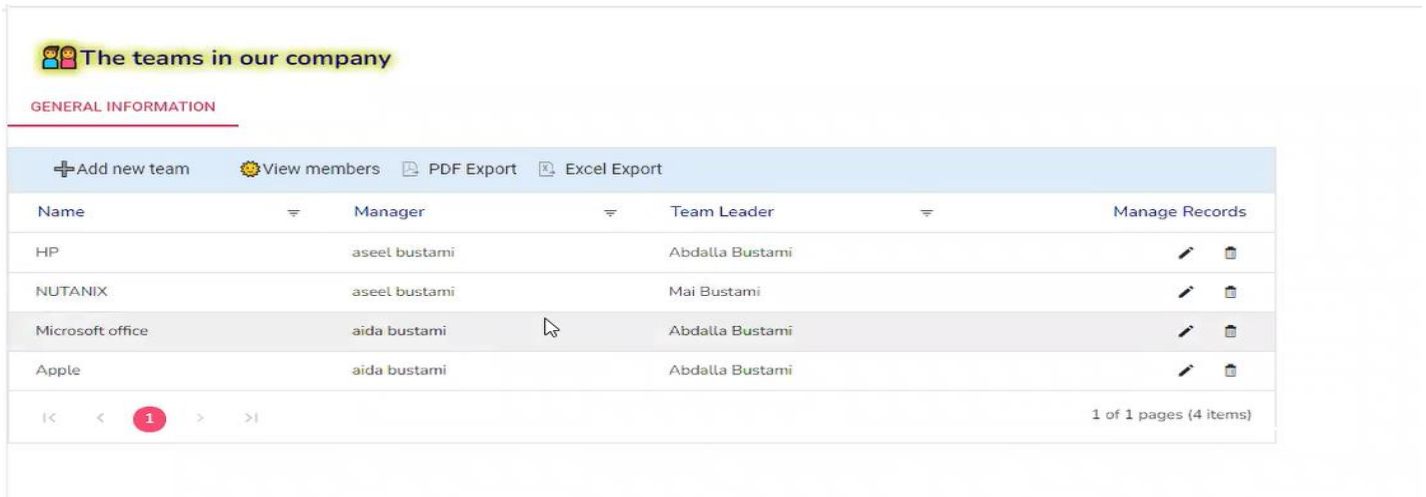 The teams in our company
GENERAL INFORMATION
Add new team View members PDF Export Excel Export
Name Manager Team Leader Manage Records
HP aseel bustami Abdalla Bustami
NUTANIX aseel bustami Mai Bustami
Microsoft office aida bustami Abdalla Bustami
Apple aida bustami Abdalla Bustami
1 1 of 1 pages (4 items)